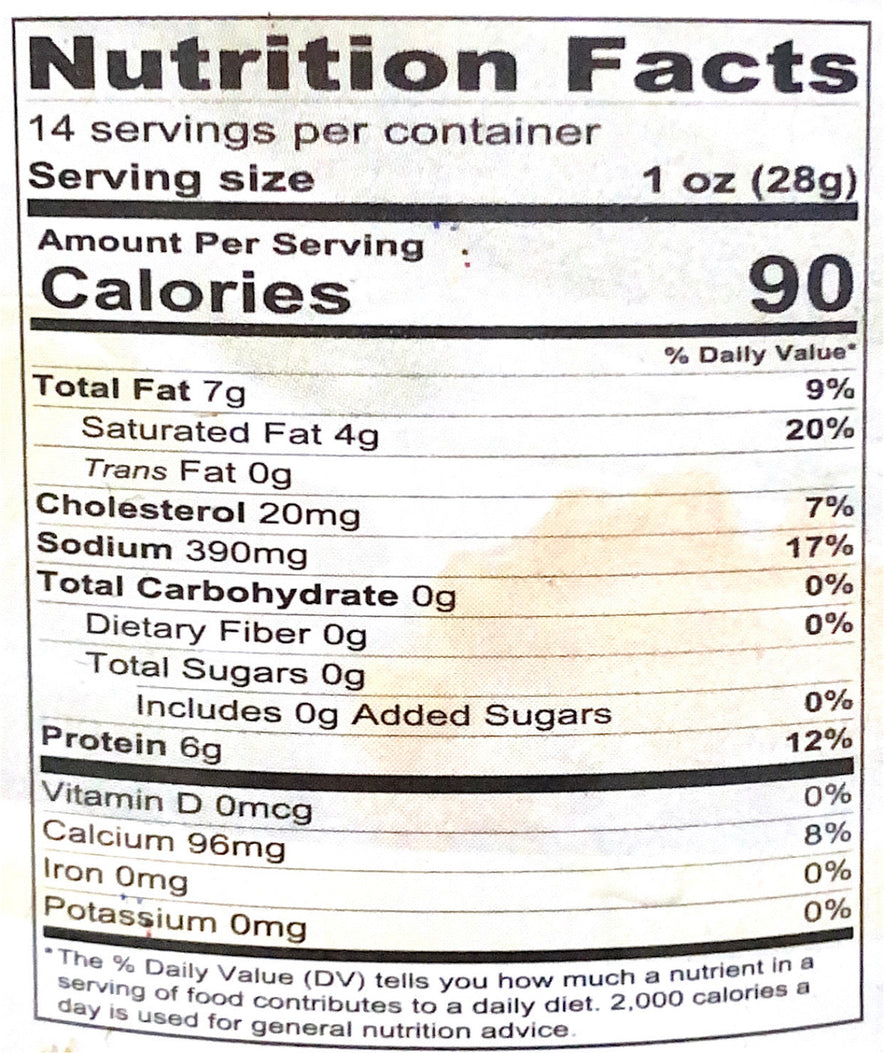 Nutrition Facts
14 servings per container
Serving size 1 oz (28g)
Amount Per Serving
Calories 90
% Daily Value*
Total Fat 7g 9%
Saturated Fat 4g 20%
Trans Fat 0g
Cholesterol 20mg 7%
Sodium 390mg 17%
Total Carbohydrate 0g 0%
Dietary Fiber 0g 0%
Total Sugars 0g
Includes 0g Added Sugars 0%
Protein 6g 12%
Vitamin D 0mcg 0%
Calcium 96mg 8%
Iron 0mg 0%
Potassium 0mg 0%
*The % Daily Value (DV) tells you how much a nutrient in a
serving of food contributes to a daily diet. 2,000 calories a
day is used for general nutrition advice.